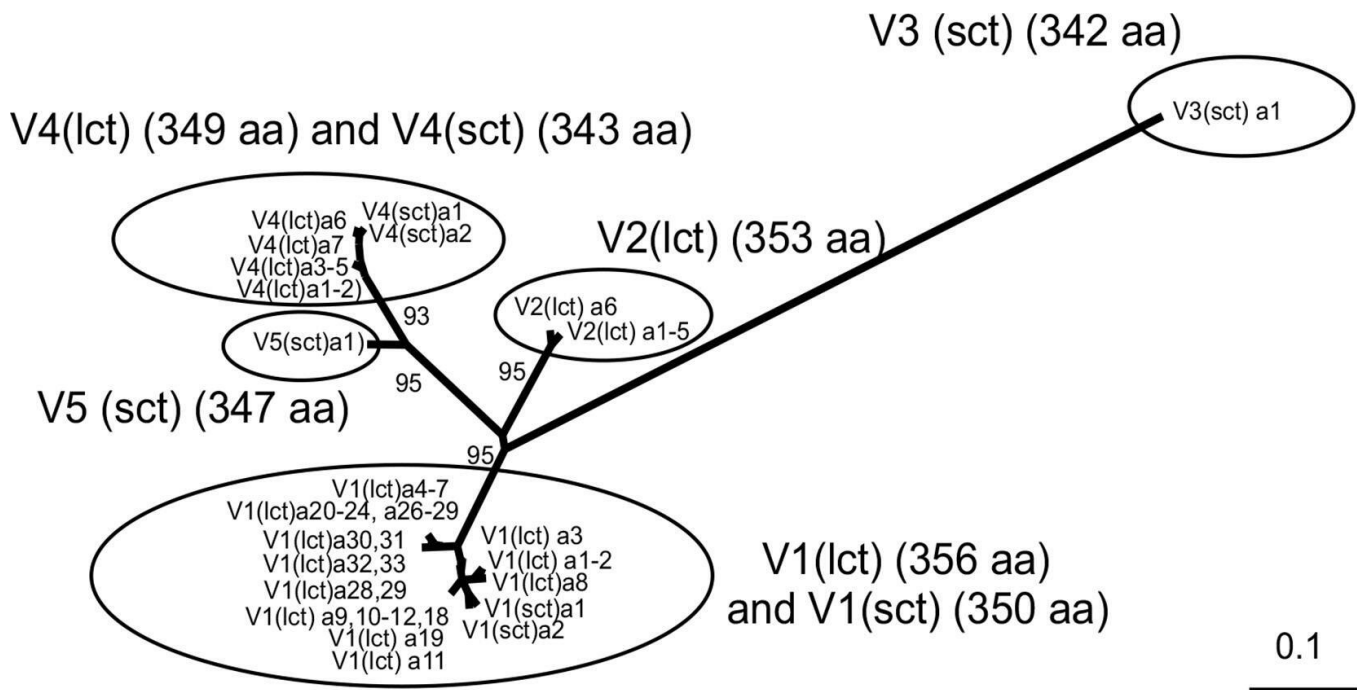 V3 (sct) (342 aa)
V3(sct) a1
V4(lct) (349 aa) and V4(sct) (343 aa)
V4(lct)a6
V4(sct)a1
V4(sct)a2
V4(lct)a7
V4(lct)a3-5
V4(lct)a1-2)
V2(lct) (353 aa)
V2(lct) a6
V2(lct) a1-5
93
V5(sct)a1)
95
95
V5 (sct) (347 aa)
95
V1(lct)a4-7
V1(lct)a20-24, a26-29
V1(lct)a30,31
V1(lct)a32,33
V1(lct)a28,29
V1(lct) a9,10-12,18
V1(lct) a19
V1(lct) a11
V1(lct) a3
V1(lct) a1-2
V1(lct)a8
V1(sct)a1
V1(sct)a2
V1(lct) (356 aa)
and V1(sct) (350 aa)
0.1